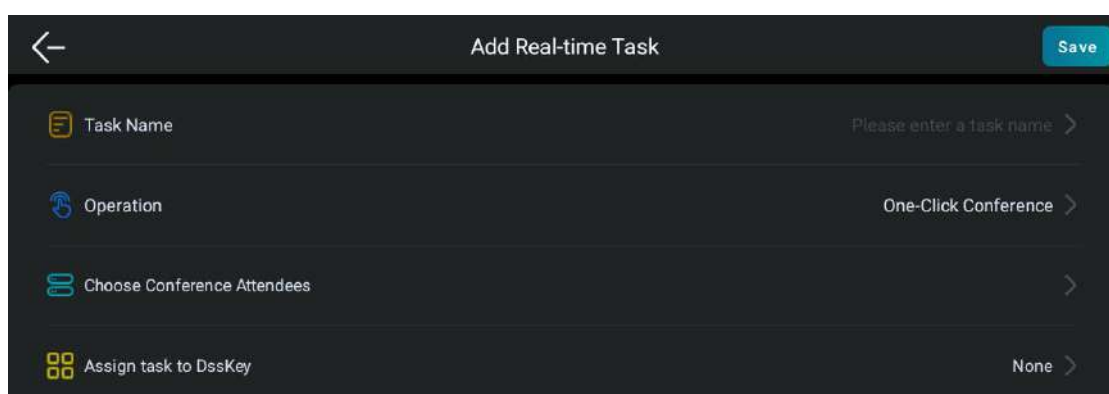 Add Real-time Task
Save
Task Name
Please enter a task name
Operation
One-Click Conference
Choose Conference Attendees
Assign task to DssKey
None